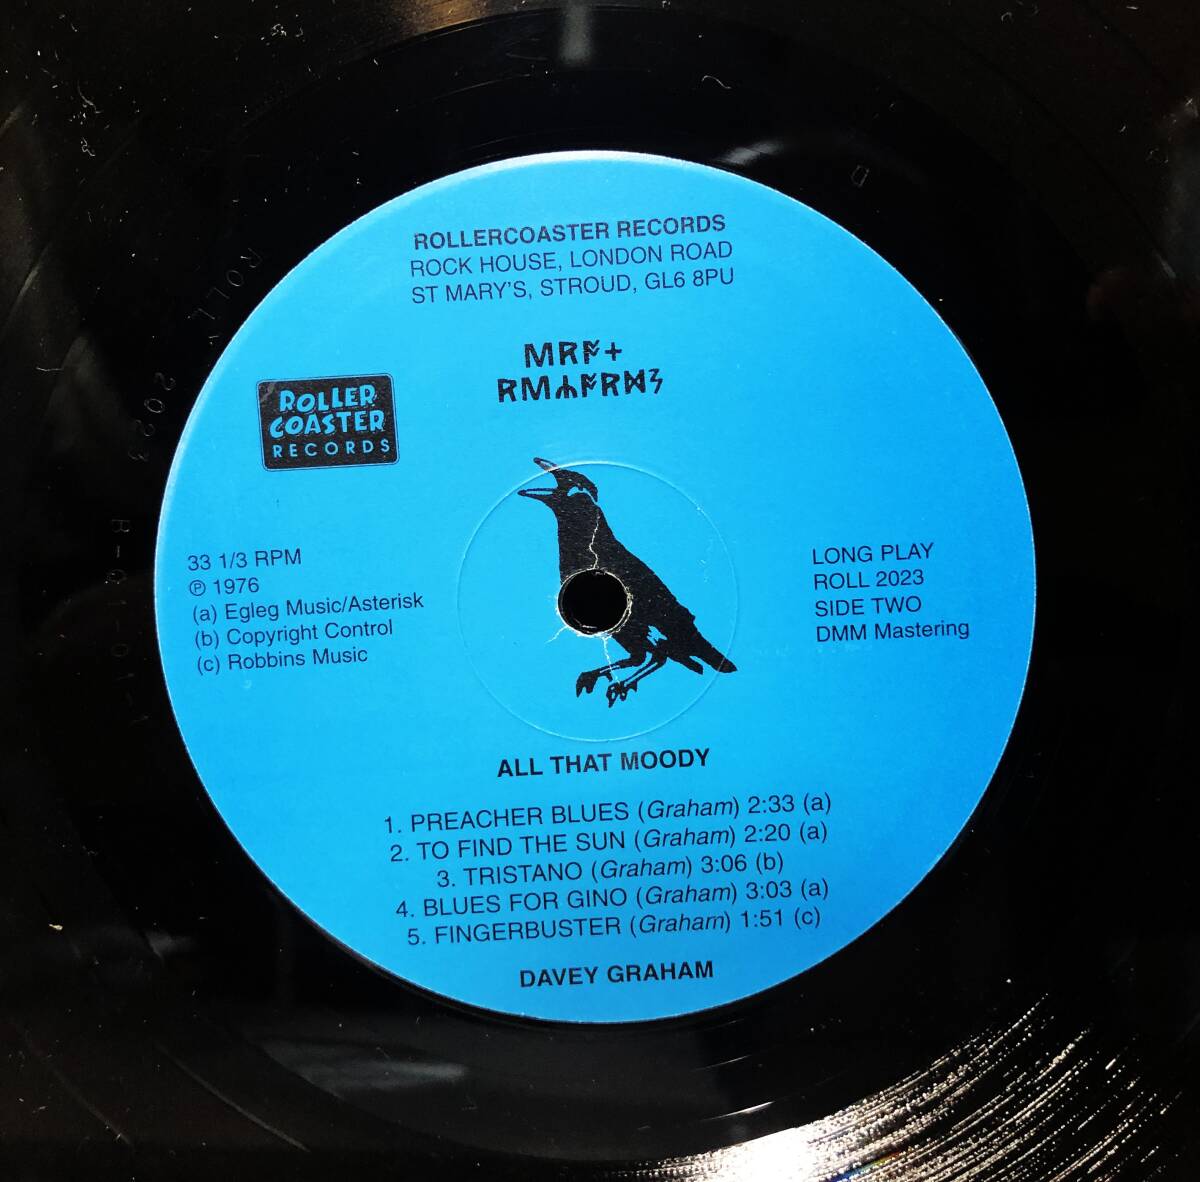 ROLLERCOASTER RECORDS
ROCK HOUSE, LONDON ROAD
ST MARY'S, STROUD, GL6 8PU
ROLLER
COASTER
RECORDS
33 1/3 RPM
℗ 1976
(a) Egleg Music/Asterisk
(b) Copyright Control
(c) Robbins Music
LONG PLAY
ROLL 2023
SIDE TWO
DMM Mastering
ALL THAT MOODY
1. PREACHER BLUES (Graham) 2:33 (a)
2. TO FIND THE SUN (Graham) 2:20 (a)
3. TRISTANO (Graham) 3:06 (b)
4. BLUES FOR GINO (Graham) 3:03 (a)
5. FINGERBUSTER (Graham) 1:51 (c)
DAVEY GRAHAM
ROLL 2023